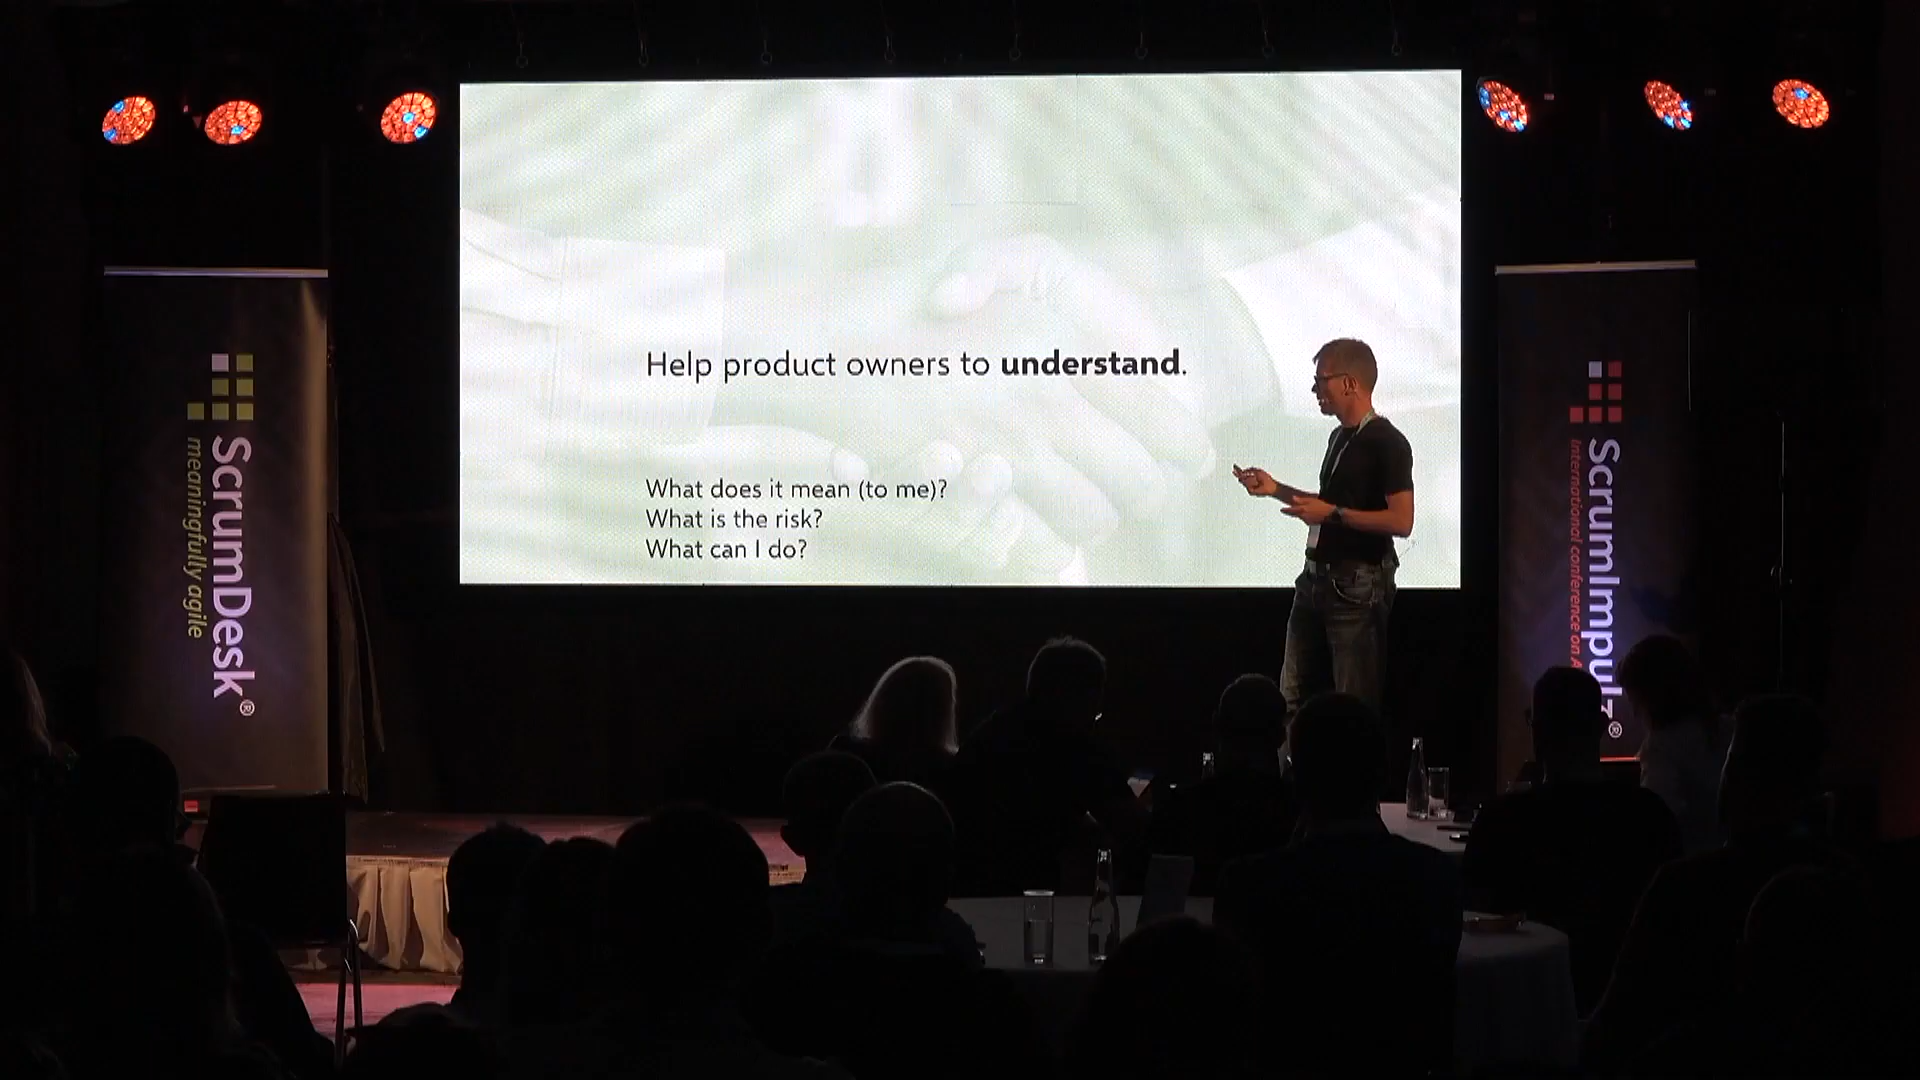 Help product owners to understand.
What does it mean (to me)?
What is the risk?
What can I do?
ScrumDesk®
meaningfully agile
ScrumImpulz®
International conference on A